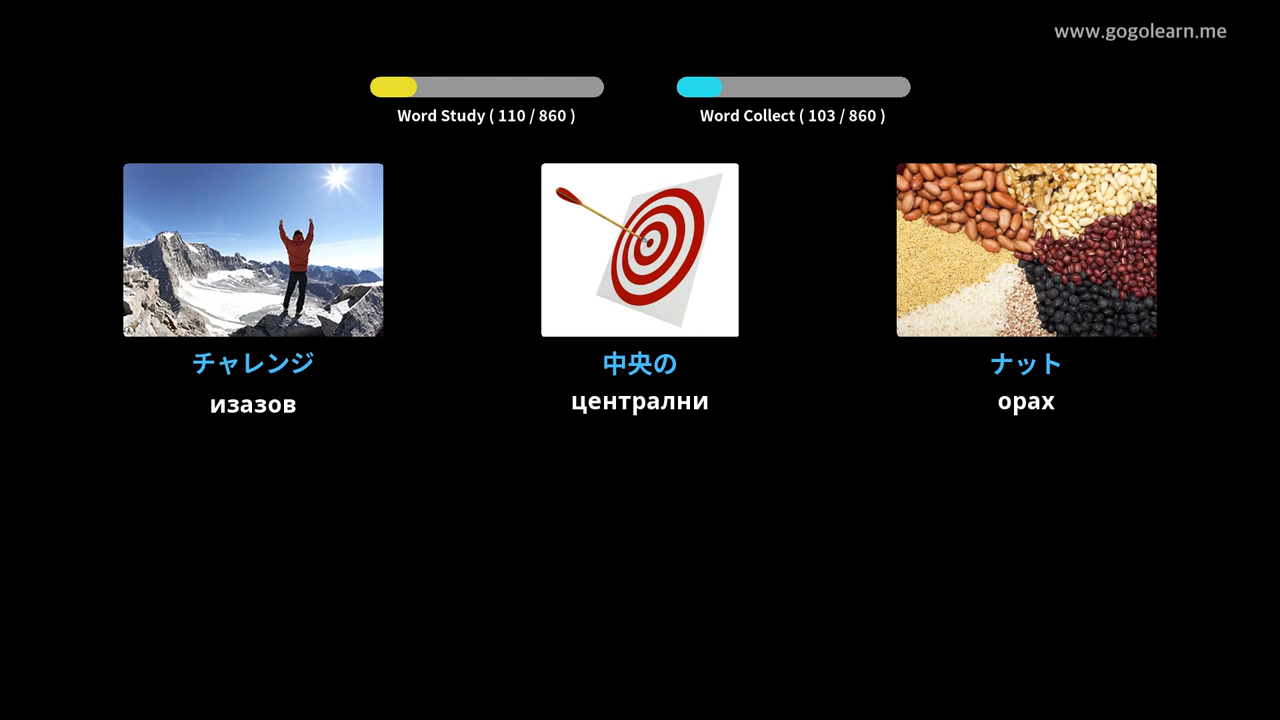 www.gogolearn.me
Word Study ( 110 / 860 )
Word Collect ( 103 / 860 )
チャレンジ
中央の
ナット
изазов
централни
орах